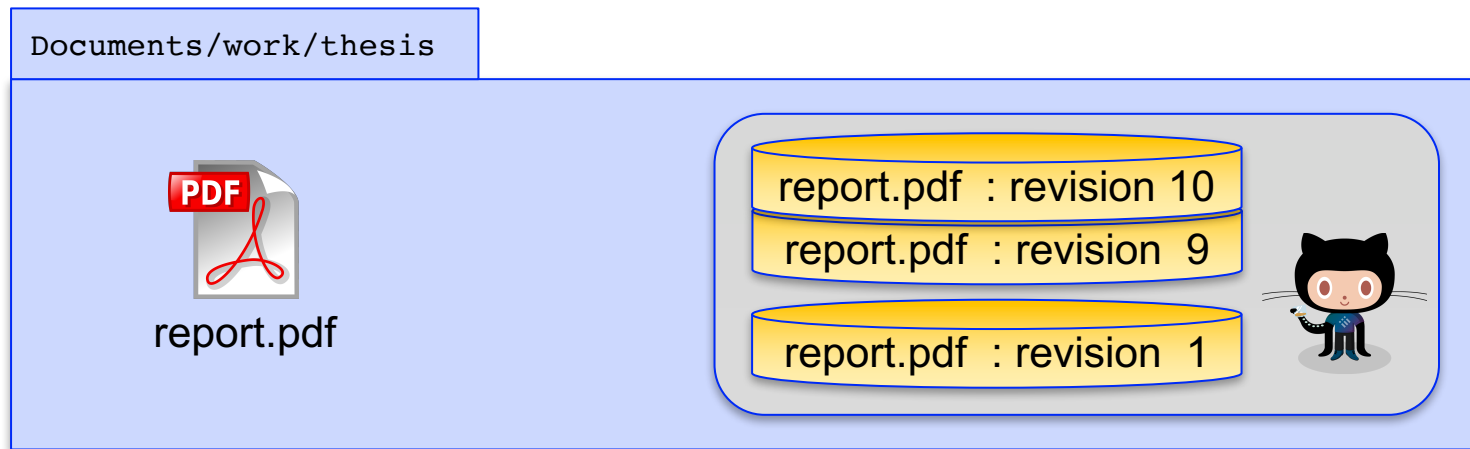 Documents/work/thesis
PDF
report.pdf
report.pdf : revision 10
report.pdf : revision 9
report.pdf : revision 1